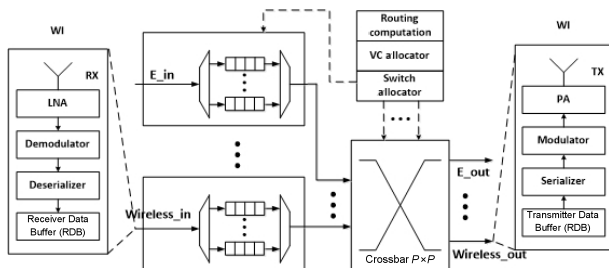 WI
RX
LNA
Demodulator
Deserializer
Receiver Data
Buffer (RDB)
E_in
Wireless_in
Routing
computation
VC allocator
Switch
allocator
Crossbar P×P
E_out
Wireless_out
WI
TX
PA
Modulator
Serializer
Transmitter Data
Buffer (RDB)